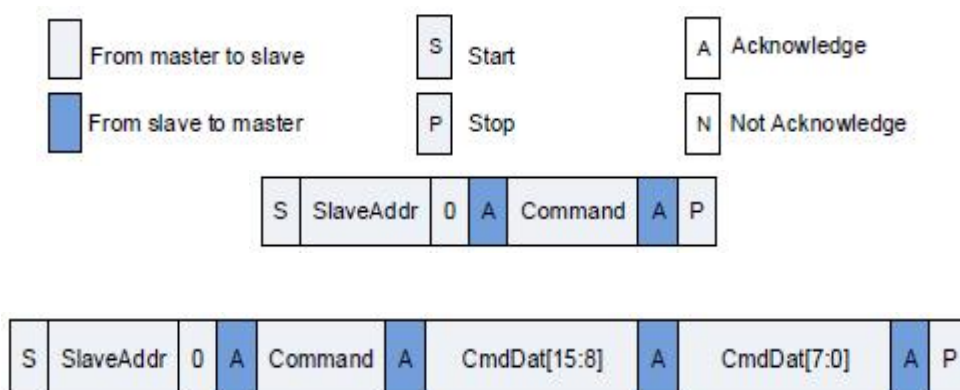 From master to slave S Start A Acknowledge
From slave to master P Stop N Not Acknowledge
S SlaveAddr 0 A Command A P
S SlaveAddr 0 A Command A CmdDat[15:8] A CmdDat[7:0] A P